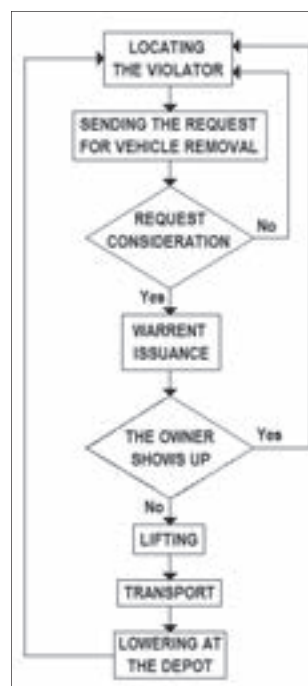 LOCATING
THE VIOLATOR
SENDING THE REQUEST
FOR VEHICLE REMOVAL
REQUEST
CONSIDERATION
No
Yes
WARRENT
ISSUANCE
THE OWNER
SHOWS UP
Yes
No
LIFTING
TRANSPORT
LOWERING AT
THE DEPOT